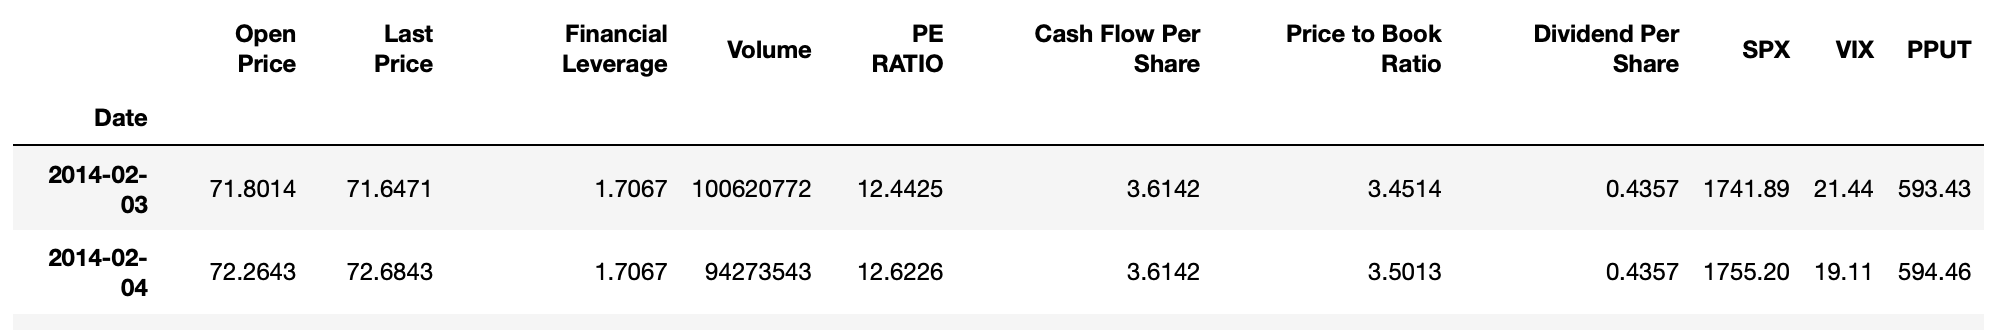 Open Price Last Price Financial Leverage Volume PE RATIO Cash Flow Per Share Price to Book Ratio Dividend Per Share SPX VIX PPUT
Date
2014-02-03 71.8014 71.6471 1.7067 100620772 12.4425 3.6142 3.4514 0.4357 1741.89 21.44 593.43
2014-02-04 72.2643 72.6843 1.7067 94273543 12.6226 3.6142 3.5013 0.4357 1755.20 19.11 594.46